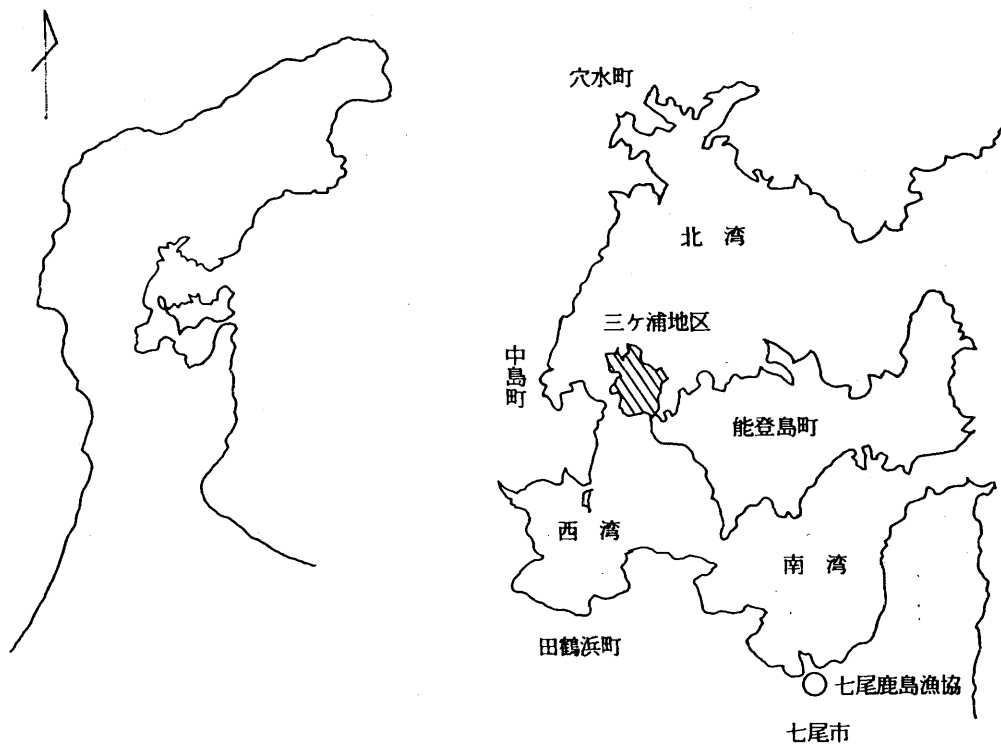 穴水町
北 湾
三ケ浦地区
中島町
能登島町
西 湾
南 湾
田鶴浜町
七尾鹿島漁協
七尾市